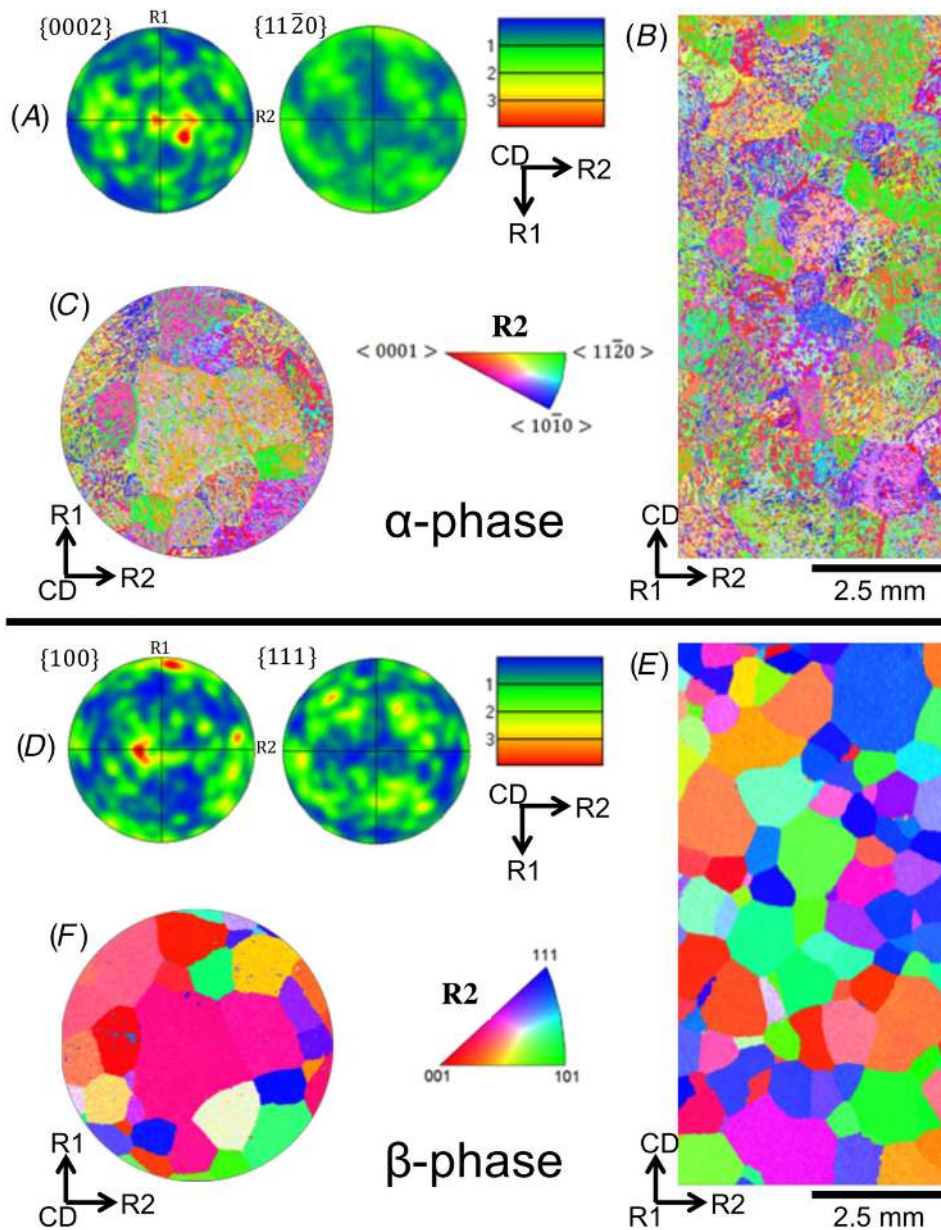 {0002}
R1
{112̅0}
(A)
R2
1
2
3
CD
R2
R1
(B)
(C)
R2
< 0001 >
< 112̅0 >
< 101̅0 >
R1
CD
R2
α-phase
CD
R1
R2
2.5 mm
{100}
R1
{111}
(D)
R2
1
2
3
CD
R2
R1
(E)
(F)
R2
111
001
101
R1
CD
R2
β-phase
CD
R1
R2
2.5 mm